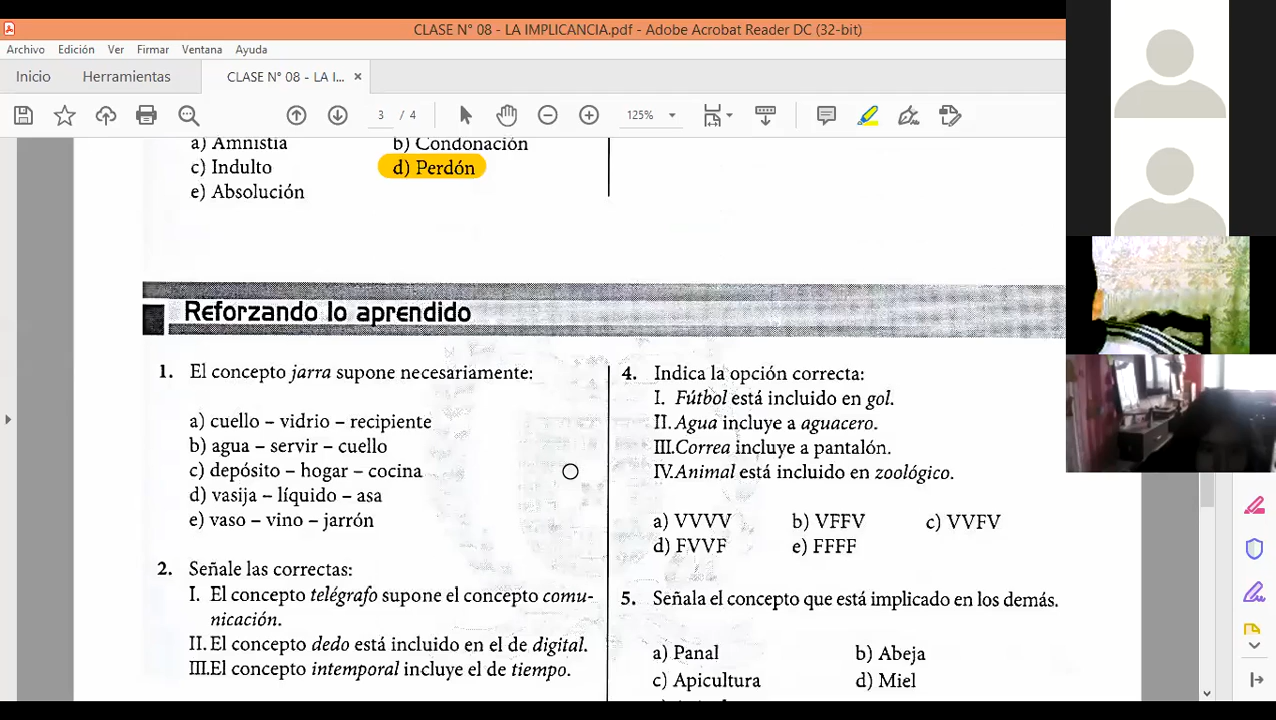 CLASE N° 08 - LA IMPLICANCIA.pdf - Adobe Acrobat Reader DC (32-bit)
Archivo Edición Ver Firmar Ventana Ayuda
Inicio Herramientas CLASE N° 08 - LA I... ×
3 / 4 125%
a) Amnistía b) Condonación
c) Indulto d) Perdón
e) Absolución
Reforzando lo aprendido
1. El concepto jarra supone necesariamente:
a) cuello – vidrio – recipiente
b) agua – servir – cuello
c) depósito – hogar – cocina
d) vasija – líquido – asa
e) vaso – vino – jarrón
2. Señale las correctas:
I. El concepto telégrafo supone el concepto comu-
nicación.
II. El concepto dedo está incluido en el de digital.
III. El concepto intemporal incluye el de tiempo.
4. Indica la opción correcta:
I. Fútbol está incluido en gol.
II. Agua incluye a aguacero.
III. Correa incluye a pantalón.
IV. Animal está incluido en zoológico.
a) VVVV b) VFFV c) VVFV
d) FVVF e) FFFF
5. Señala el concepto que está implicado en los demás.
a) Panal b) Abeja
c) Apicultura d) Miel